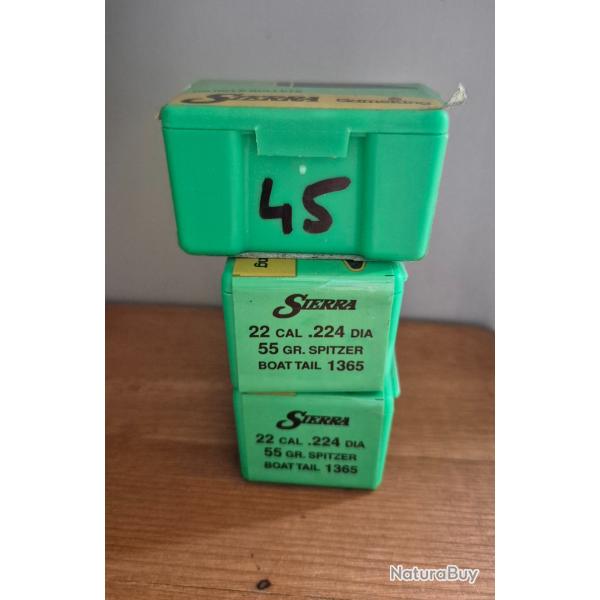 SIERRA GameKing
45
SIERRA
22 CAL .224 DIA
55 GR. SPITZER
BOAT TAIL 1365
SIERRA
22 CAL .224 DIA
55 GR. SPITZER
BOAT TAIL 1365
NaturaBuy